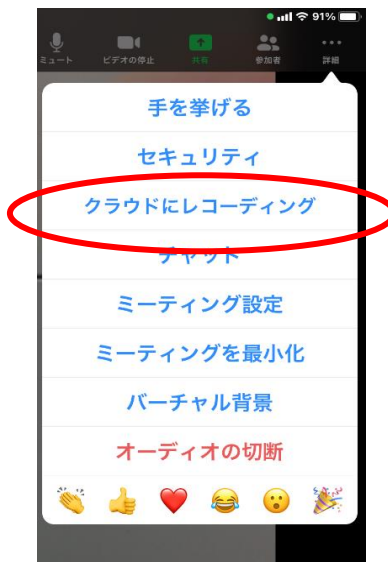 91%
ミュート ビデオの停止 共有 参加者 詳細
手を挙げる
セキュリティ
クラウドにレコーディング
チャット
ミーティング設定
ミーティングを最小化
バーチャル背景
オーディオの切断